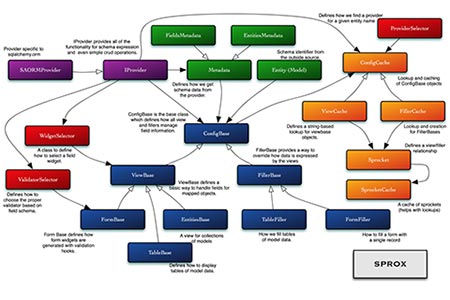 FieldsMetadata
EntitiesMetadata
Defines how we find a provider
for a given entity name
ProviderSelector
IProvider provides all of the
functionality for schema expression
and even simple crud operations.
Schema identifier from
the outside source.
Provider specific to
sqlalchemy.orm
ConfigCache
SAORMProvider
IProvider
Metadata
Entity (Model)
Defines how we get
schema data from
the provider.
Lookup and caching
of ConfigBase objects
ConfigBase is the base class
which defines how all view
and fillers manage
field information.
ViewCache
FillerCache
WidgetSelector
ConfigBase
Defines a string-based
lookup for viewbase
objects.
Lookup and creation
for FillerBases
A class to define
how to select a field
widget.
ViewBase defines a
basic way to handle fields for
mapped objects.
FillerBase provides a way to
override how data is expressed
by the view(s).
Defines a view/filler
relationship
Sprocket
ValidatorSelector
ViewBase
FillerBase
SprocketCache
Defines how to
choose the proper
validator based on
field schema.
A cache of sprockets
(helps with lookups)
FormBase
EntitiesBase
TableFiller
FormFiller
Form Base defines how
form widgets are
generated with validation
hooks.
A view for collections
of models
How we fill tables
of model data.
How to fill a form with
a single record
TableBase
Defines how to display
tables of model data.
SPROX